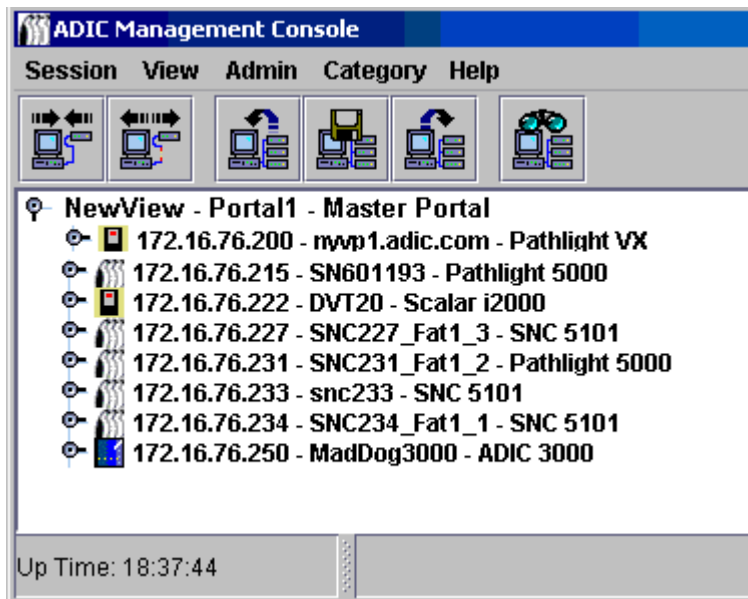 ADIC Management Console
Session View Admin Category Help
NewView - Portal1 - Master Portal
172.16.76.200 - nyvp1.adic.com - Pathlight VX
172.16.76.215 - SN601193 - Pathlight 5000
172.16.76.222 - DVT20 - Scalar i2000
172.16.76.227 - SNC227_Fat1_3 - SNC 5101
172.16.76.231 - SNC231_Fat1_2 - Pathlight 5000
172.16.76.233 - snc233 - SNC 5101
172.16.76.234 - SNC234_Fat1_1 - SNC 5101
172.16.76.250 - MadDog3000 - ADIC 3000
Up Time: 18:37:44